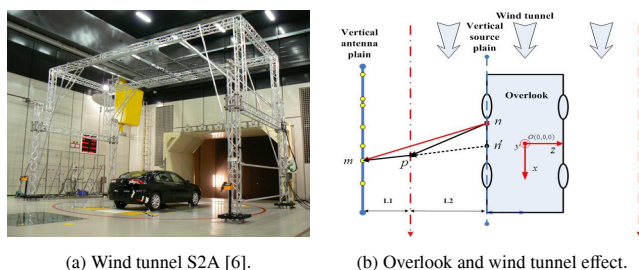 Vertical
antenna
plain
Vertical
source
plain
Wind tunnel
Overlook
n
O(0,0,0)
y
z
n'
m
p
x
L1
L2
(a) Wind tunnel S2A [6].
(b) Overlook and wind tunnel effect.